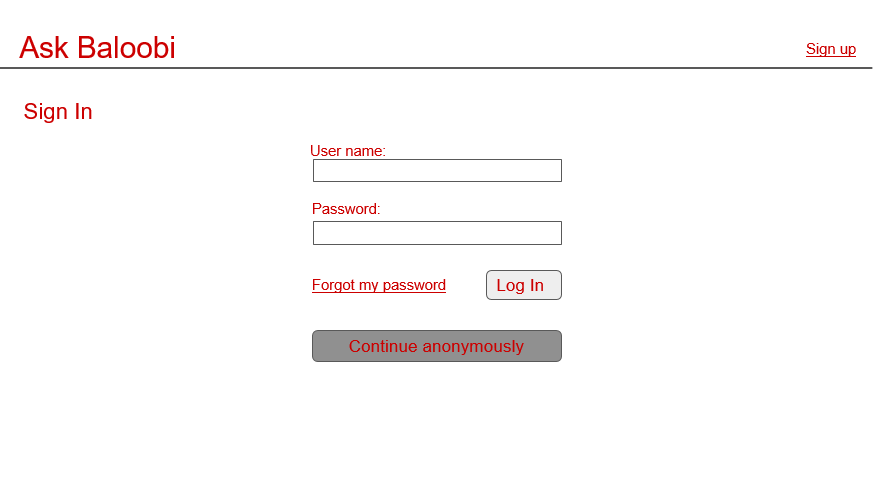 Ask Baloobi
Sign up
Sign In
User name:
Password:
Forgot my password
Log In
Continue anonymously